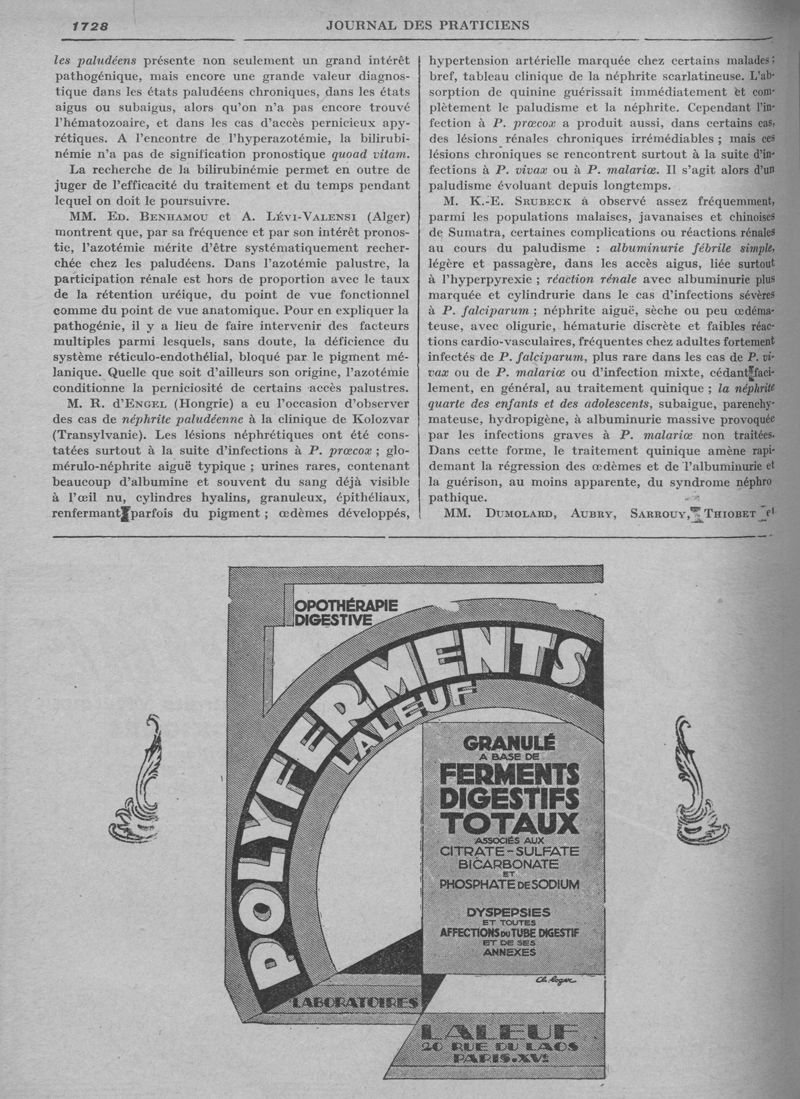 1728
JOURNAL DES PRATICIENS
les paludéens présente non seulement un grand intérêt
pathogénique, mais encore une grande valeur diagnos-
tique dans les états paludéens chroniques, dans les états
aigus ou subaigus, alors qu'on n'a pas encore trouvé
l'hématozoaire, et dans les cas d'accès pernicieux apy-
rétiques. A l'encontre de l'hyperazotémie, la bilirubi-
némie n'a pas de signification pronostique quoad vitam.
La recherche de la bilirubinémie permet en outre de
juger de l'efficacité du traitement et du temps pendant
lequel on doit le poursuivre.
MM. Ed. Benhamou et A. Lévi-Valensi (Alger)
montrent que, par sa fréquence et par son intérêt pronos-
tic, l'azotémie mérite d'être systématiquement recher-
chée chez les paludéens. Dans l'azotémie palustre, la
participation rénale est hors de proportion avec le taux
de la rétention uréique, du point de vue fonctionnel
comme du point de vue anatomique. Pour en expliquer la
pathogénie, il y a lieu de faire intervenir des facteurs
multiples parmi lesquels, sans doute, la déficience du
système réticulo-endothélial, bloqué par le pigment mé-
lanique. Quelle que soit d'ailleurs son origine, l'azotémie
conditionne la perniciosité de certains accès palustres.
M. R. d'Engel (Hongrie) a eu l'occasion d'observer
des cas de néphrite paludéenne à la clinique de Kolozvar
(Transylvanie). Les lésions néphrétiques ont été cons-
tatées surtout à la suite d'infections à P. præcox ; glo-
mérulo-néphrite aiguë typique ; urines rares, contenant
beaucoup d'albumine et souvent du sang déjà visible
à l'œil nu, cylindres hyalins, granuleux, épithéliaux,
renfermant parfois du pigment ; œdèmes développés,
hypertension artérielle marquée chez certains malades ;
bref, tableau clinique de la néphrite scarlatineuse. L'ab-
sorption de quinine guérissait immédiatement et com-
plètement le paludisme et la néphrite. Cependant l'in-
fection à P. præcox a produit aussi, dans certains cas,
des lésions rénales chroniques irrémédiables ; mais ces
lésions chroniques se rencontrent surtout à la suite d'in-
fections à P. vivax ou à P. malariæ. Il s'agit alors d'un
paludisme évoluant depuis longtemps.
M. K.-E. Srubeck a observé assez fréquemment,
parmi les populations malaises, javanaises et chinoises
de Sumatra, certaines complications ou réactions rénales
au cours du paludisme : albuminurie fébrile simple,
légère et passagère, dans les accès aigus, liée surtout
à l'hyperpyrexie ; réaction rénale avec albuminurie plus
marquée et cylindrurie dans le cas d'infections sévères
à P. falciparum ; néphrite aiguë, sèche ou peu œdéma-
teuse, avec oligurie, hématurie discrète et faibles réac-
tions cardio-vasculaires, fréquentes chez adultes fortement
infectés de P. falciparum, plus rare dans les cas de P. vi-
vax ou de P. malariæ ou d'infection mixte, cédant faci-
lement, en général, au traitement quinique ; la néphrite
quarte des enfants et des adolescents, subaigue, parenchy-
mateuse, hydropigène, à albuminurie massive provoquée
par les infections graves à P. malariæ non traitées.
Dans cette forme, le traitement quinique amène rapi-
demant la régression des œdèmes et de l'albuminurie et
la guérison, au moins apparente, du syndrome néphro
pathique.
MM. Dumolard, Aubry, Sarrouy, Thiobet et
OPOTHÉRAPIE
DIGESTIVE
POLYFERMENTS
LALEUF
GRANULÉ
A BASE DE
FERMENTS
DIGESTIFS
TOTAUX
ASSOCIÉS AUX
CITRATE-SULFATE
BICARBONATE
ET
PHOSPHATE DE SODIUM
DYSPEPSIES
ET TOUTES
AFFECTIONS DU TUBE DIGESTIF
ET DE SES
ANNEXES
Ch. Roger
LABORATOIRES
LALEUF
20 RUE DU LAOS
PARIS.XVE